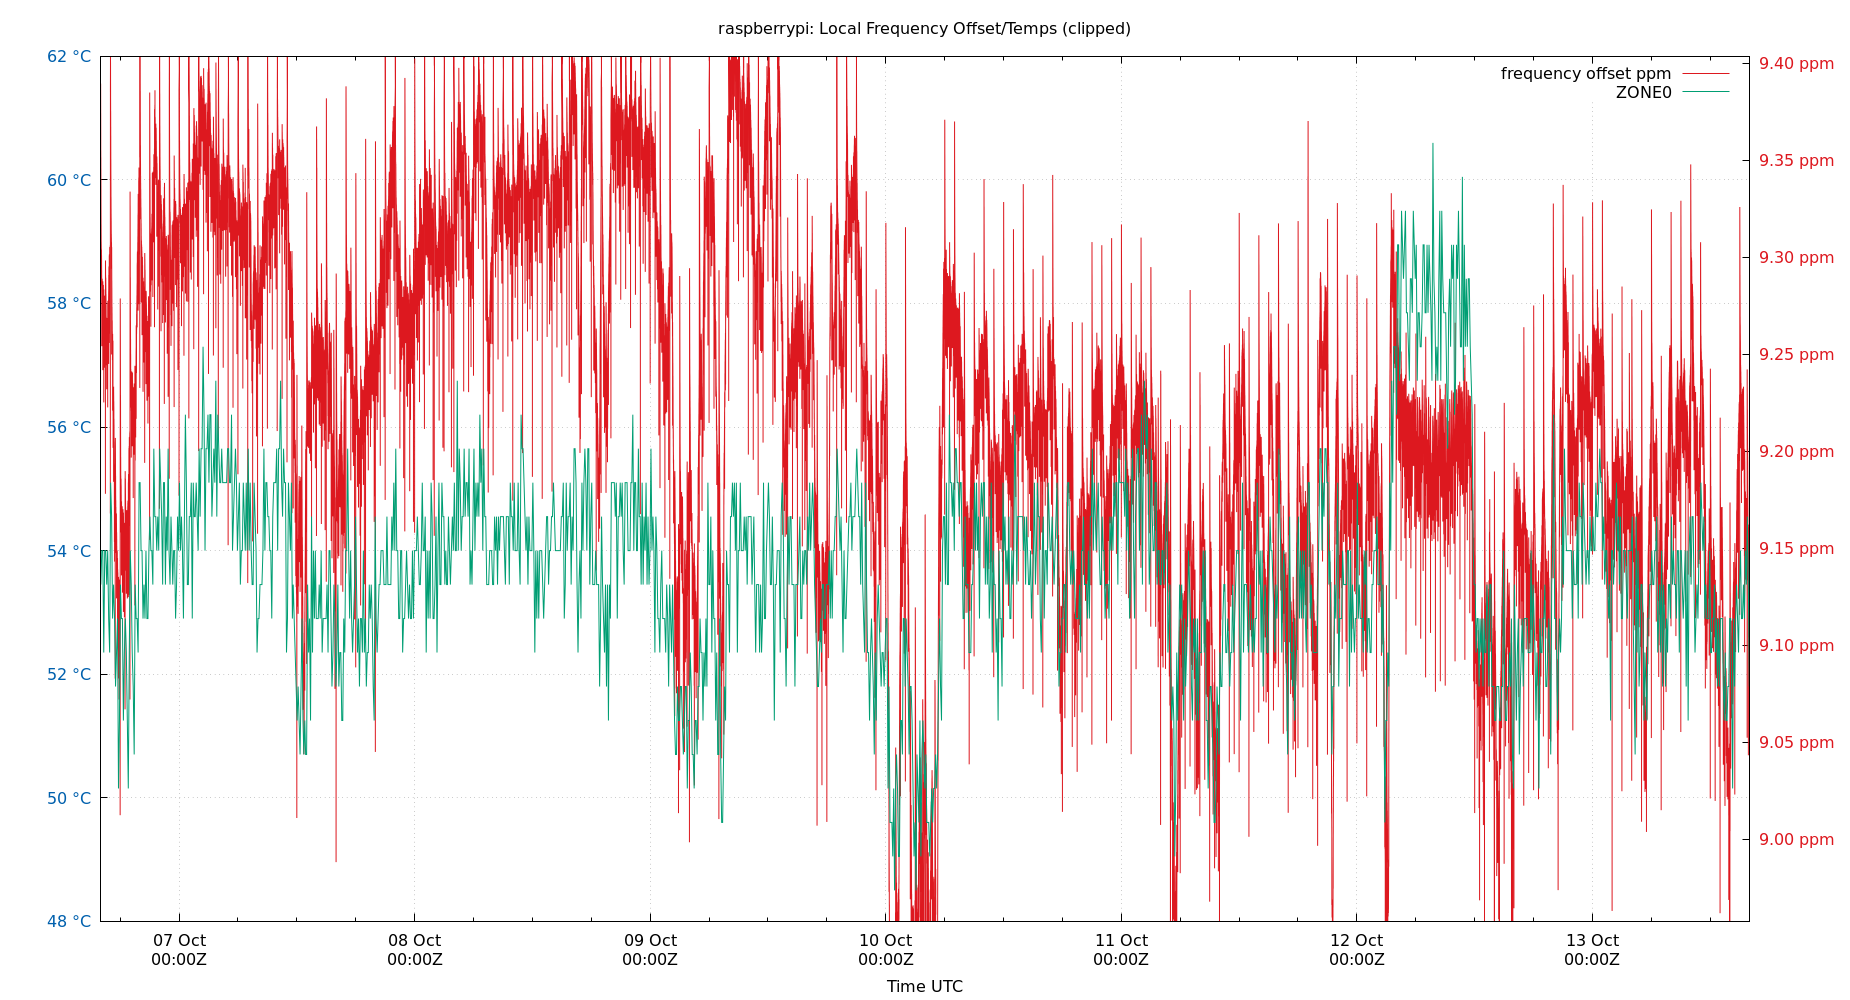 raspberrypi: Local Frequency Offset/Temps (clipped)
62 °C
60 °C
58 °C
56 °C
54 °C
52 °C
50 °C
48 °C
frequency offset ppm
ZONE0
9.40 ppm
9.35 ppm
9.30 ppm
9.25 ppm
9.20 ppm
9.15 ppm
9.10 ppm
9.05 ppm
9.00 ppm
07 Oct
00:00Z
08 Oct
00:00Z
09 Oct
00:00Z
10 Oct
00:00Z
11 Oct
00:00Z
12 Oct
00:00Z
13 Oct
00:00Z
Time UTC